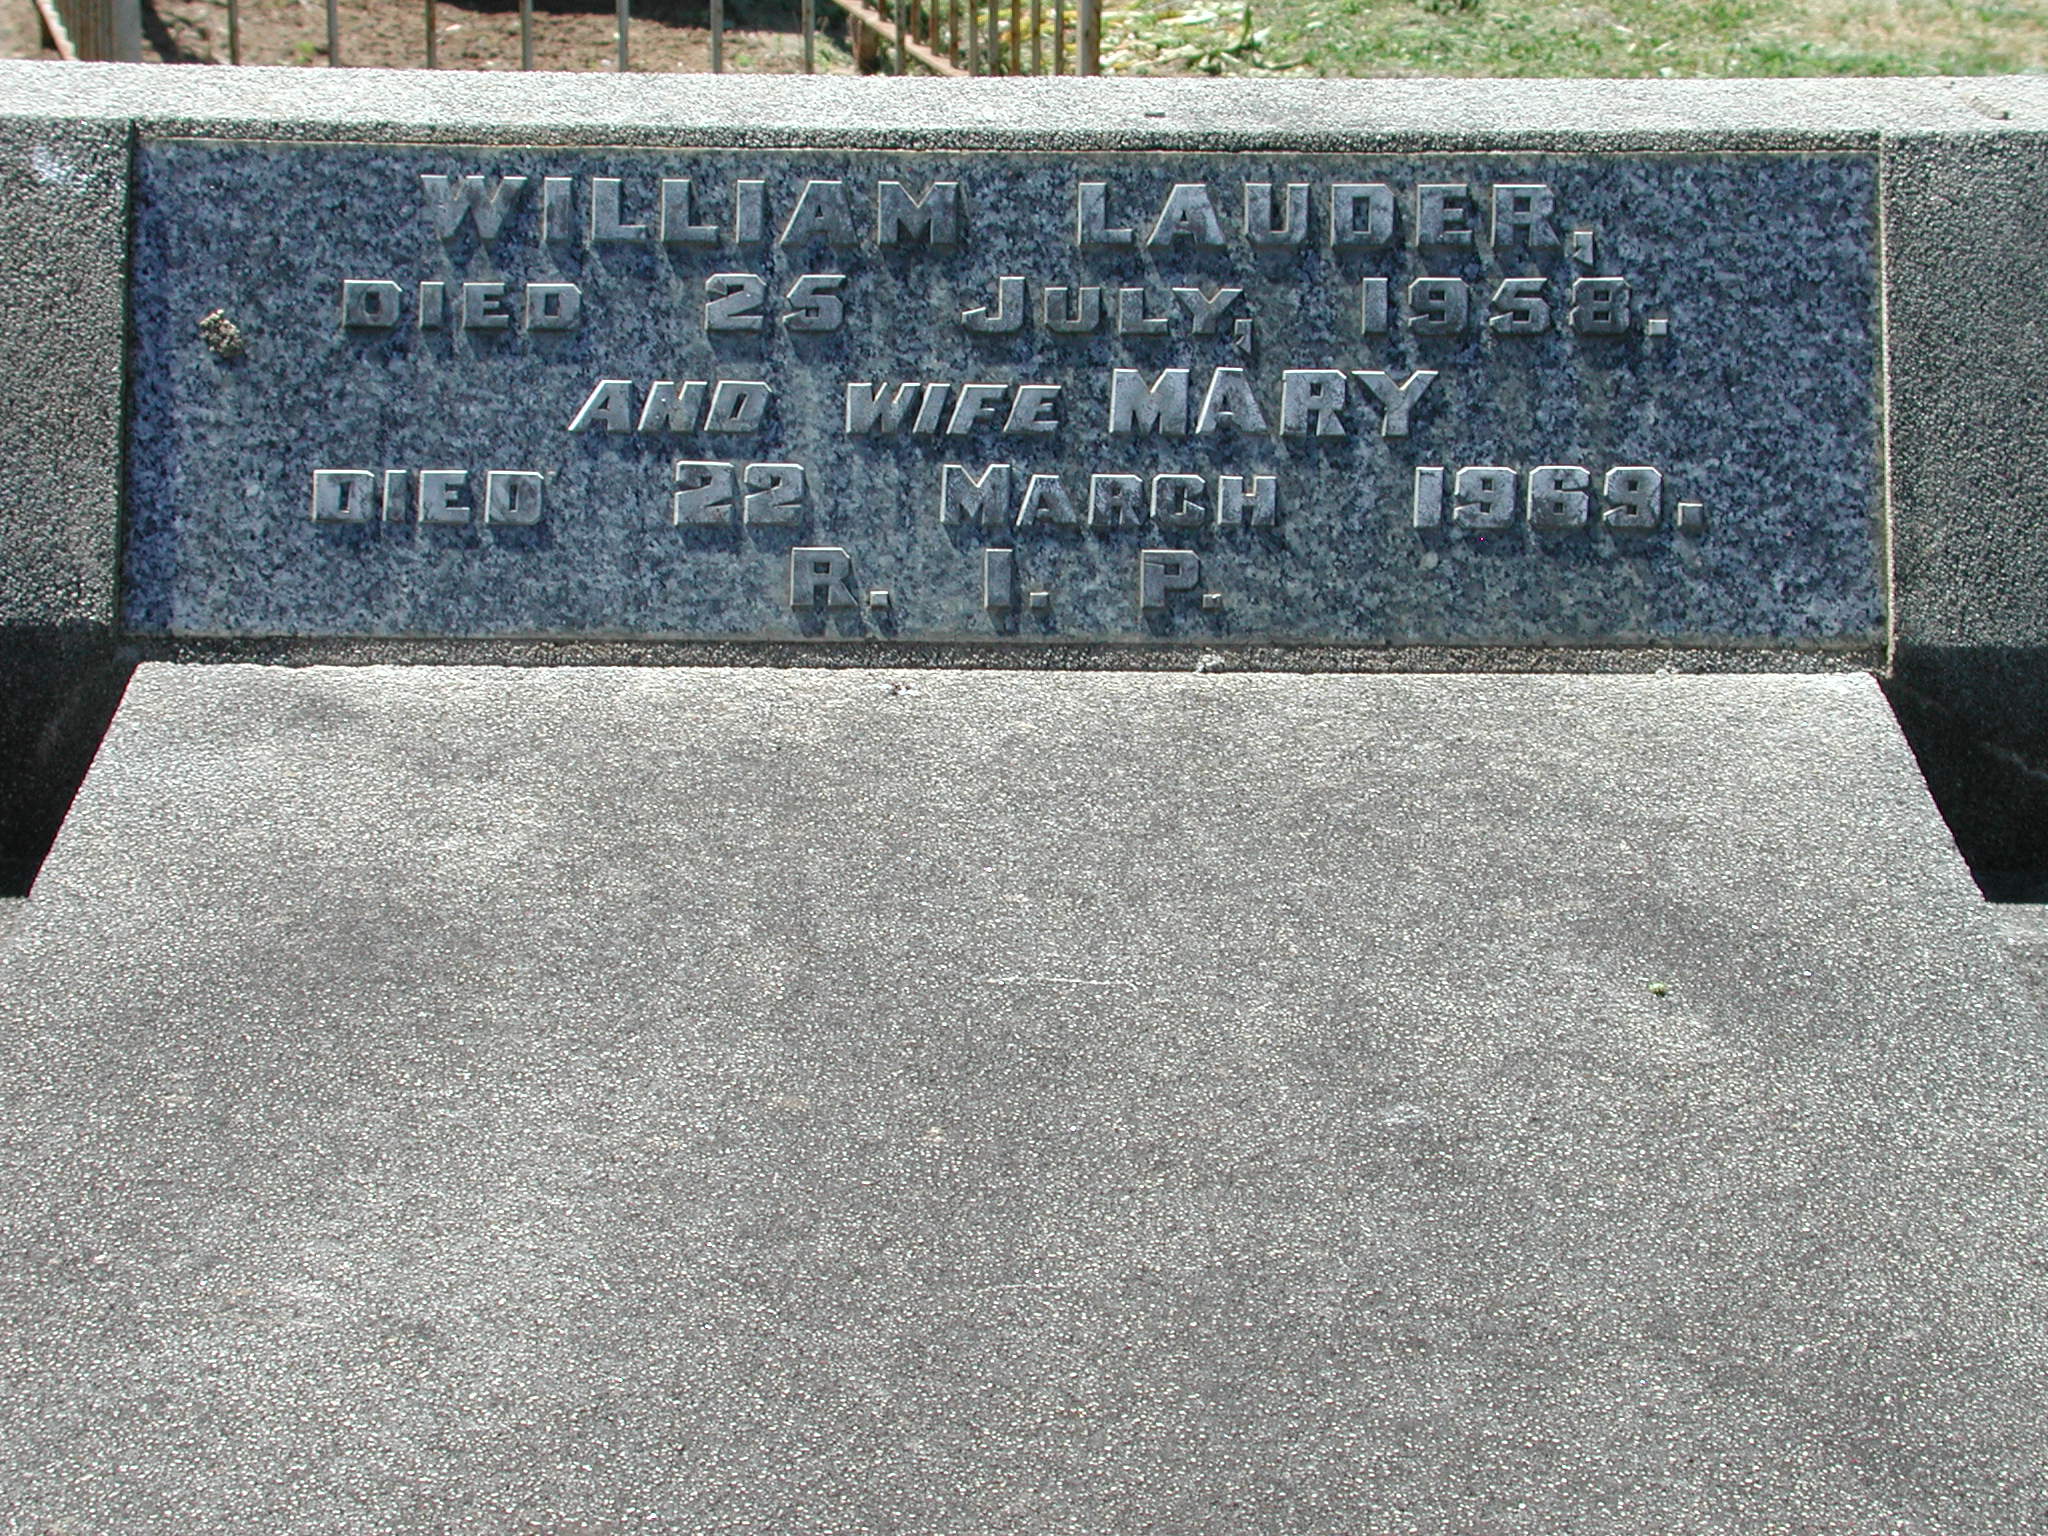 WILLIAM LAUDER,
DIED 25 JULY, 1958.
AND WIFE MARY
DIED 22 MARCH 1969.
R. I. P.